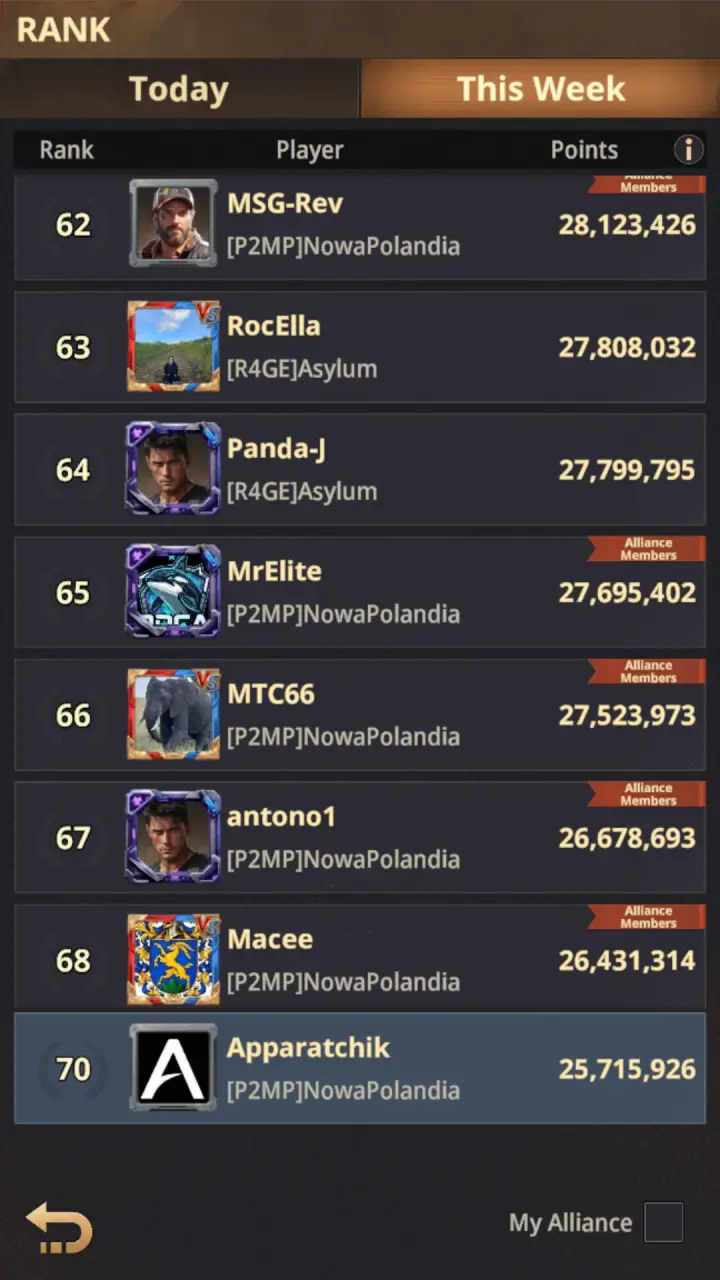 RANK
Today
This Week
Rank
Player
Points
Alliance
Members
62
MSG-Rev
[P2MP]NowaPolandia
28,123,426
63
VS
RocElla
[R4GE]Asylum
27,808,032
64
Panda-J
[R4GE]Asylum
27,799,795
Alliance
Members
65
MrElite
[P2MP]NowaPolandia
27,695,402
Alliance
Members
66
VS
MTC66
[P2MP]NowaPolandia
27,523,973
Alliance
Members
67
antono1
[P2MP]NowaPolandia
26,678,693
Alliance
Members
68
VS
Macee
[P2MP]NowaPolandia
26,431,314
70
A
Apparatchik
[P2MP]NowaPolandia
25,715,926
My Alliance